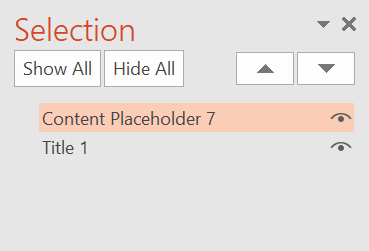 Selection
Show All Hide All
Content Placeholder 7
Title 1